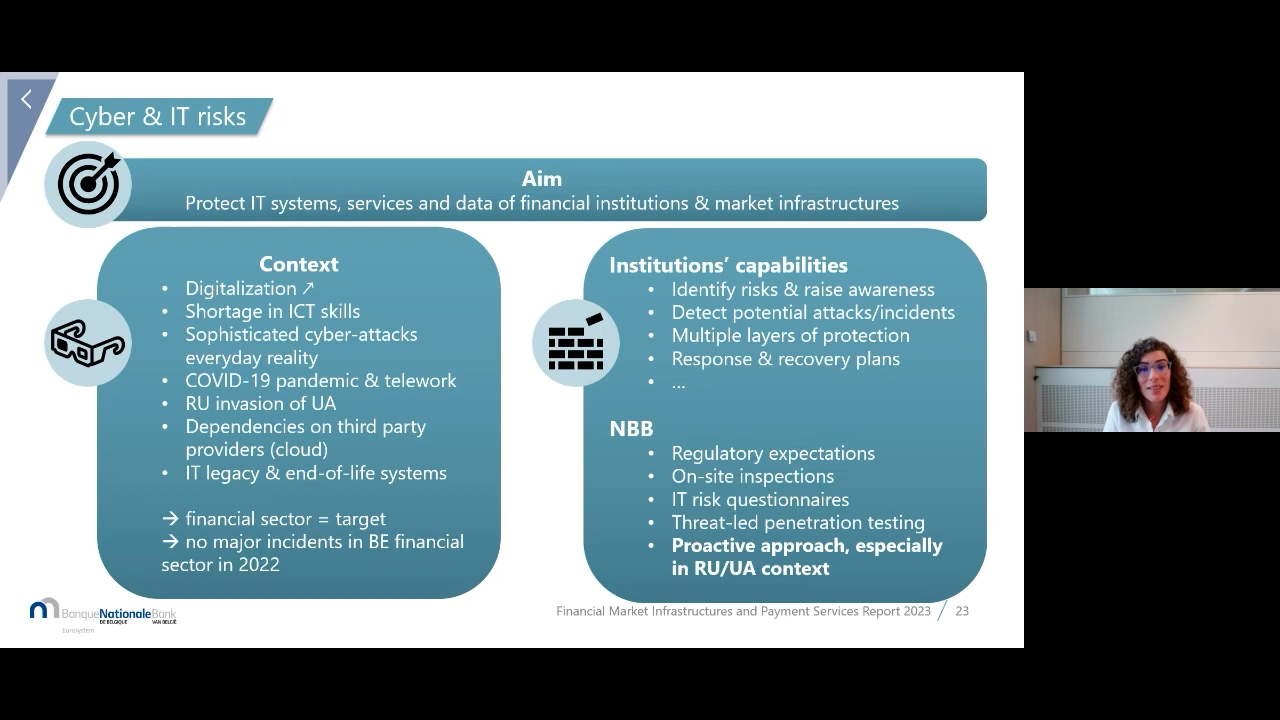 Cyber & IT risks
Aim
Protect IT systems, services and data of financial institutions & market infrastructures
Context
• Digitalization ↗
• Shortage in ICT skills
• Sophisticated cyber-attacks
everyday reality
• COVID-19 pandemic & telework
• RU invasion of UA
• Dependencies on third party
providers (cloud)
• IT legacy & end-of-life systems
→ financial sector = target
→ no major incidents in BE financial
sector in 2022
Institutions’ capabilities
• Identify risks & raise awareness
• Detect potential attacks/incidents
• Multiple layers of protection
• Response & recovery plans
• ...
NBB
• Regulatory expectations
• On-site inspections
• IT risk questionnaires
• Threat-led penetration testing
• Proactive approach, especially
in RU/UA context
BanqueNationaleBank
DE BELGIQUE VAN BELGIË
Eurosystem
Financial Market Infrastructures and Payment Services Report 2023 / 23